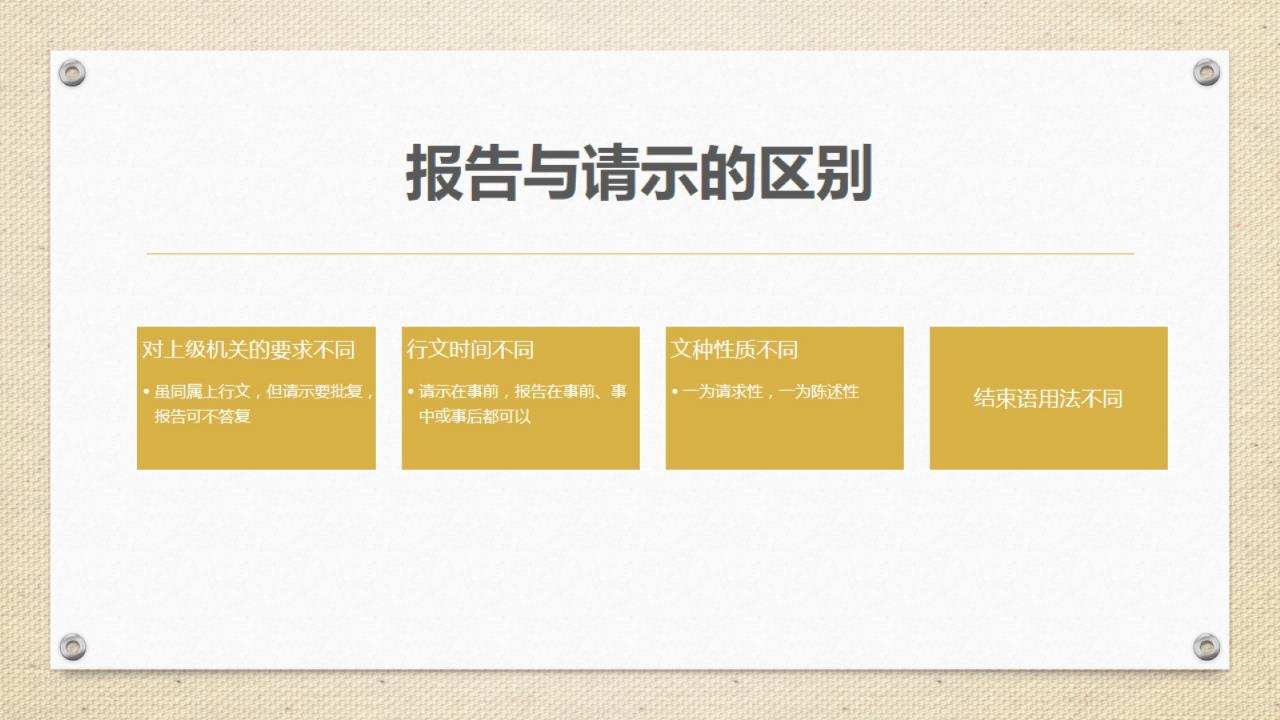 报告与请示的区别
对上级机关的要求不同
• 虽同属上行文，但请示要批复，
报告可不答复
行文时间不同
• 请示在事前，报告在事前、事
中或事后都可以
文种性质不同
• 一为请求性，一为陈述性
结束语用法不同